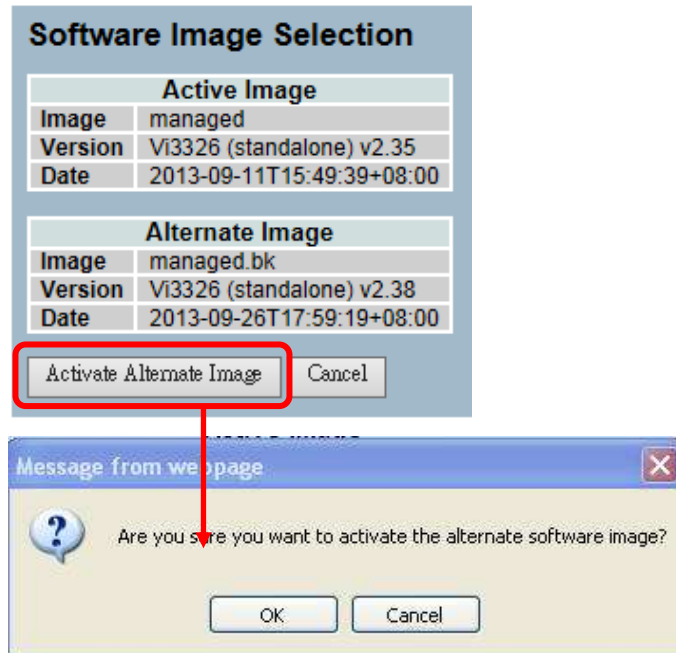 Software Image Selection
Active Image
Image managed
Version Vi3326 (standalone) v2.35
Date 2013-09-11T15:49:39+08:00
Alternate Image
Image managed.bk
Version Vi3326 (standalone) v2.38
Date 2013-09-26T17:59:19+08:00
Activate Alternate Image Cancel
Message from webpage
Are you sure you want to activate the alternate software image?
OK Cancel